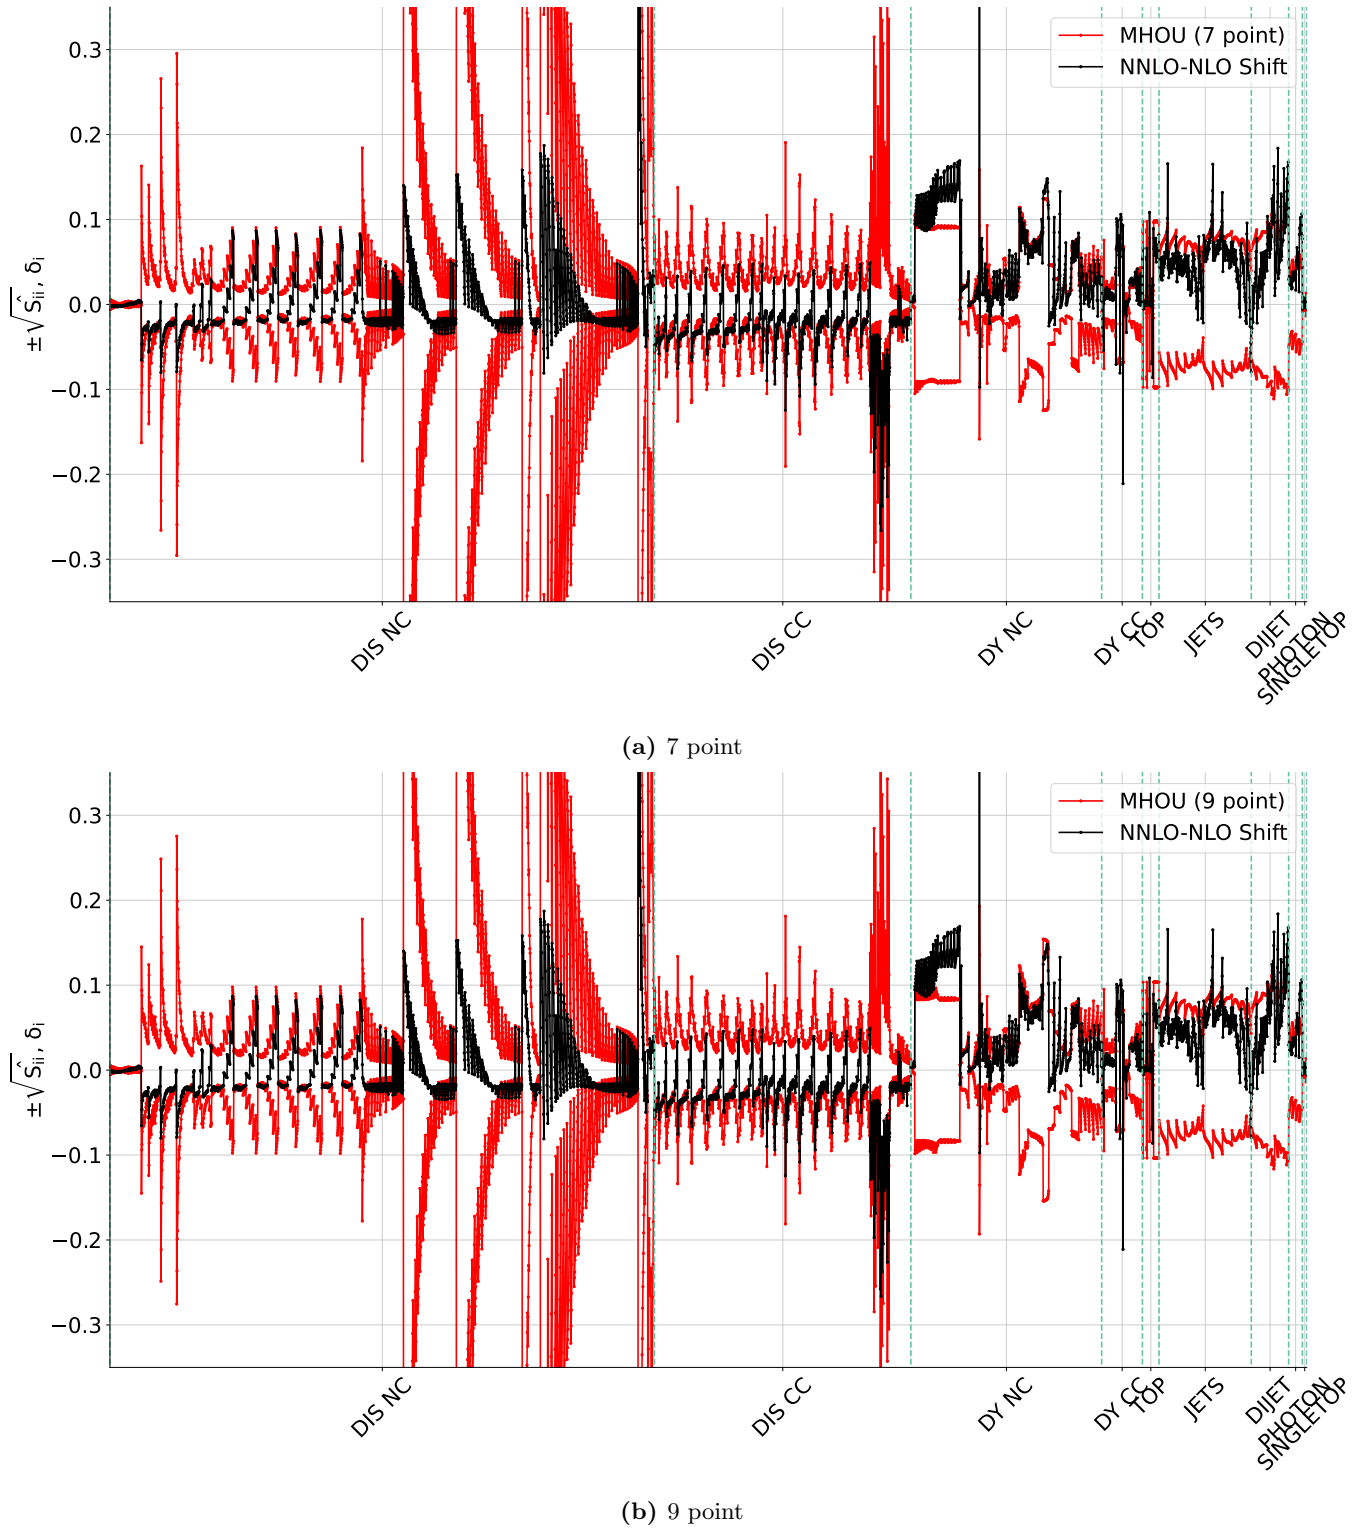 0.3
0.2
0.1
0.0
−0.1
−0.2
−0.3
± √ŝᵢᵢ, δᵢ
MHOU (7 point)
NNLO-NLO Shift
DIS NC
DIS CC
DY NC
DY CC
TOP
JETS
DIJET
PHOTON
SINGLETOP
(a) 7 point
0.3
0.2
0.1
0.0
−0.1
−0.2
−0.3
± √ŝᵢᵢ, δᵢ
MHOU (9 point)
NNLO-NLO Shift
DIS NC
DIS CC
DY NC
DY CC
TOP
JETS
DIJET
PHOTON
SINGLETOP
(b) 9 point